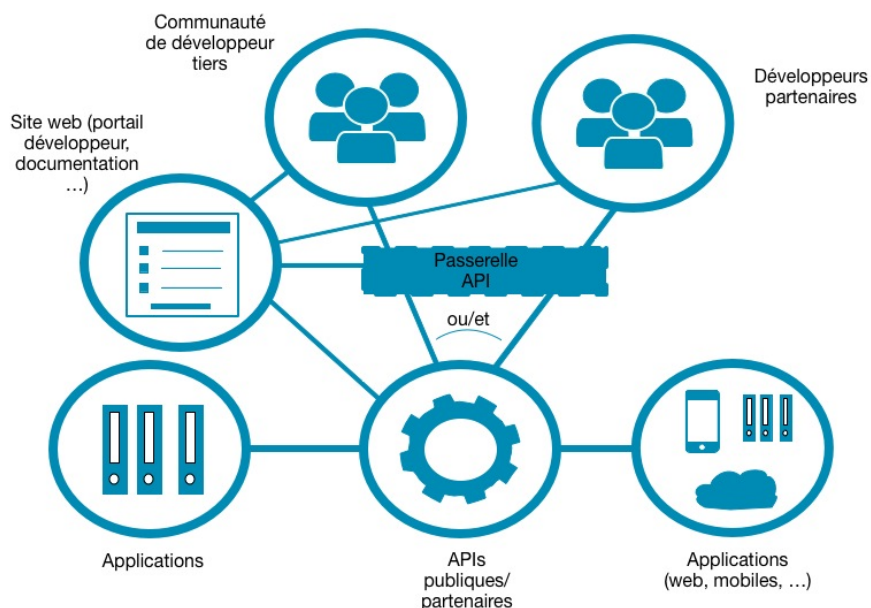 Communauté
de développeur
tiers
Développeurs
partenaires
Site web (portail
développeur,
documentation
...)
Passerelle
API
ou/et
Applications
APIs
publiques/
partenaires
Applications
(web, mobiles, ...)